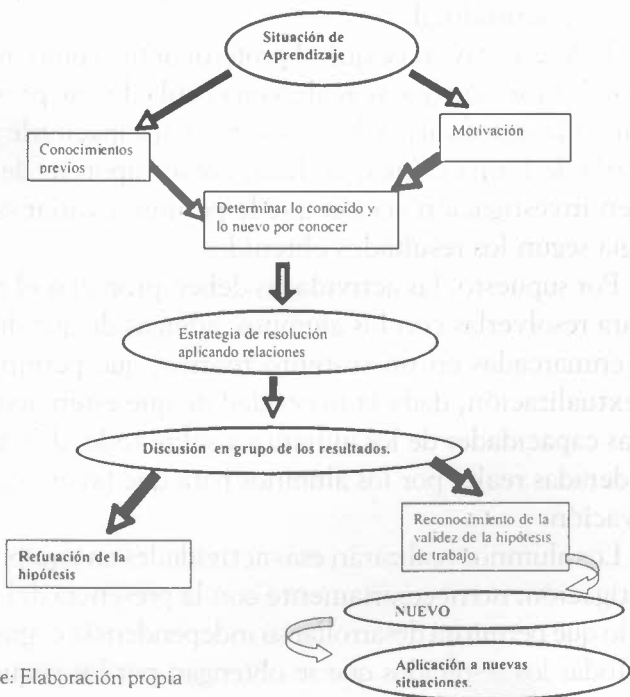 Situación de
Aprendizaje
Conocimientos
previos
Motivación
Determinar lo conocido y
lo nuevo por conocer
Estrategia de resolución
aplicando relaciones
Discusión en grupo de los resultados.
Refutación de la
hipótesis
Reconocimiento de la
validez de la hipótesis
de trabajo.
NUEVO
Aplicación a nuevas
situaciones.
e: Elaboración propia